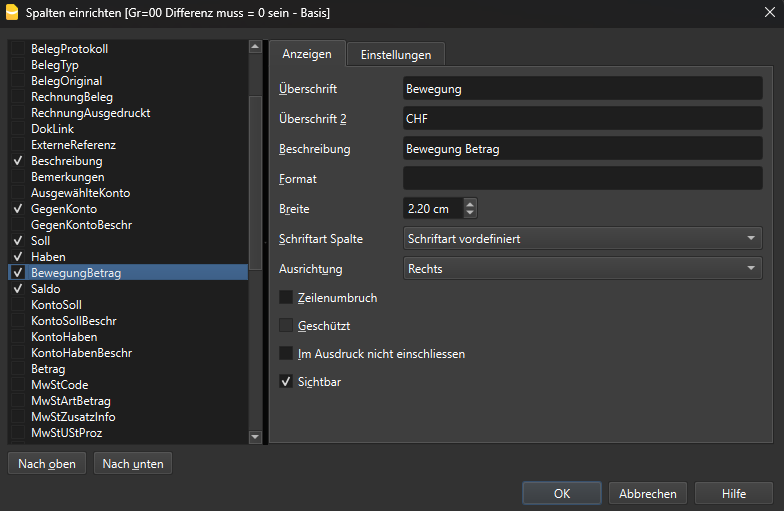 Spalten einrichten [Gr=00 Differenz muss = 0 sein - Basis]
BelegProtokoll
BelegTyp
BelegOriginal
RechnungBeleg
RechnungAusgedruckt
DokLink
ExterneReferenz
Beschreibung
Bemerkungen
AusgewählteKonto
GegenKonto
GegenKontoBeschr
Soll
Haben
BewegungBetrag
Saldo
KontoSoll
KontoSollBeschr
KontoHaben
KontoHabenBeschr
Betrag
MwStCode
MwStArtBetrag
MwStZusatzInfo
MwStUStProz
Nach oben
Nach unten
Anzeigen
Einstellungen
Überschrift
Bewegung
Überschrift 2
CHF
Beschreibung
Bewegung Betrag
Format
Breite
2.20 cm
Schriftart Spalte
Schriftart vordefiniert
Ausrichtung
Rechts
Zeilenumbruch
Geschützt
Im Ausdruck nicht einschliessen
Sichtbar
OK
Abbrechen
Hilfe